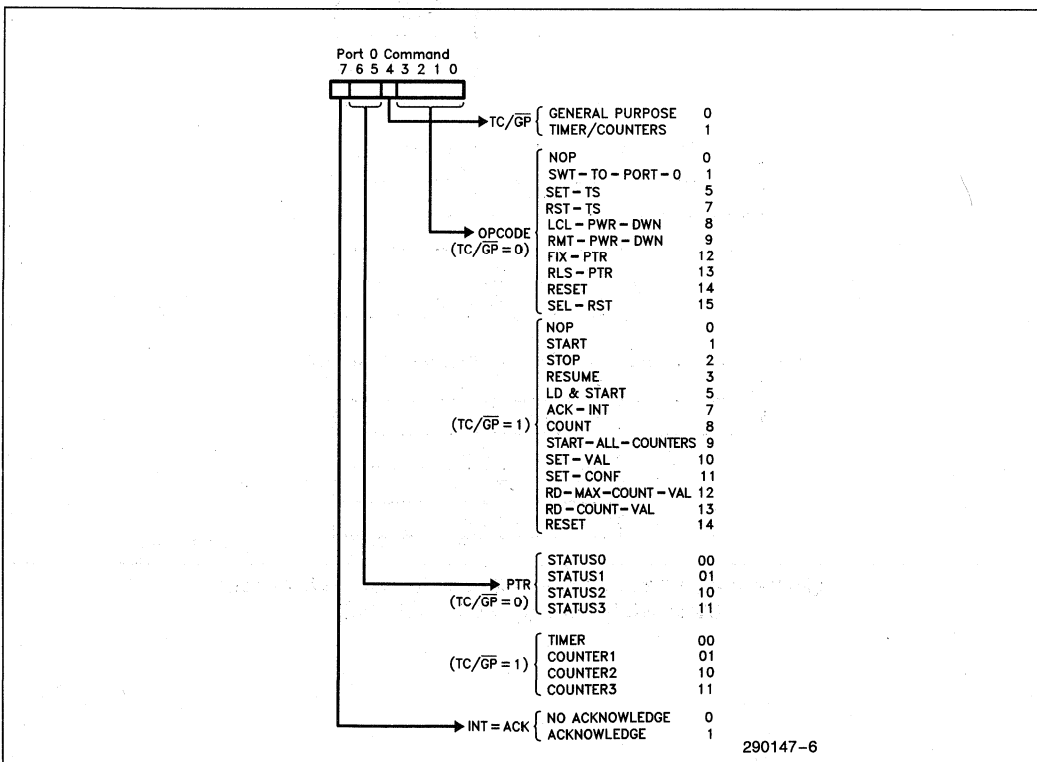 Port 0 Command
7 6 5 4 3 2 1 0
TC/GP
GENERAL PURPOSE 0
TIMER/COUNTERS 1
OPCODE
(TC/GP = 0)
NOP 0
SWT-TO-PORT-0 1
SET-TS 5
RST-TS 7
LCL-PWR-DWN 8
RMT-PWR-DWN 9
FIX-PTR 12
RLS-PTR 13
RESET 14
SEL-RST 15
(TC/GP = 1)
NOP 0
START 1
STOP 2
RESUME 3
LD & START 5
ACK-INT 7
COUNT 8
START-ALL-COUNTERS 9
SET-VAL 10
SET-CONF 11
RD-MAX-COUNT-VAL 12
RD-COUNT-VAL 13
RESET 14
PTR
(TC/GP = 0)
STATUS0 00
STATUS1 01
STATUS2 10
STATUS3 11
(TC/GP = 1)
TIMER 00
COUNTER1 01
COUNTER2 10
COUNTER3 11
INT=ACK
NO ACKNOWLEDGE 0
ACKNOWLEDGE 1
290147-6